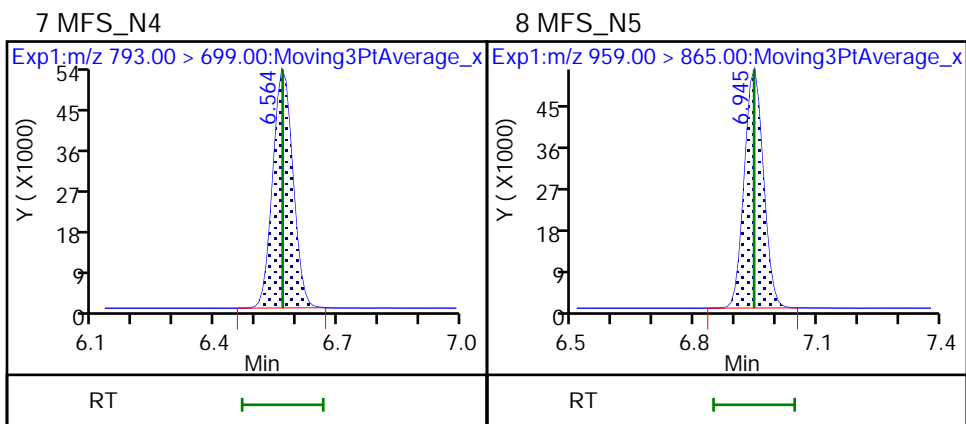 7 MFS_N4
Exp1:m/z 793.00 > 699.00:Moving3PtAverage_x
6.564
Y ( X1000)
54
45
36
27
18
9
0
6.1 6.4 6.7 7.0
Min
RT
8 MFS_N5
Exp1:m/z 959.00 > 865.00:Moving3PtAverage_x
6.945
Y ( X1000)
45
36
27
18
9
0
6.5 6.8 7.1 7.4
Min
RT